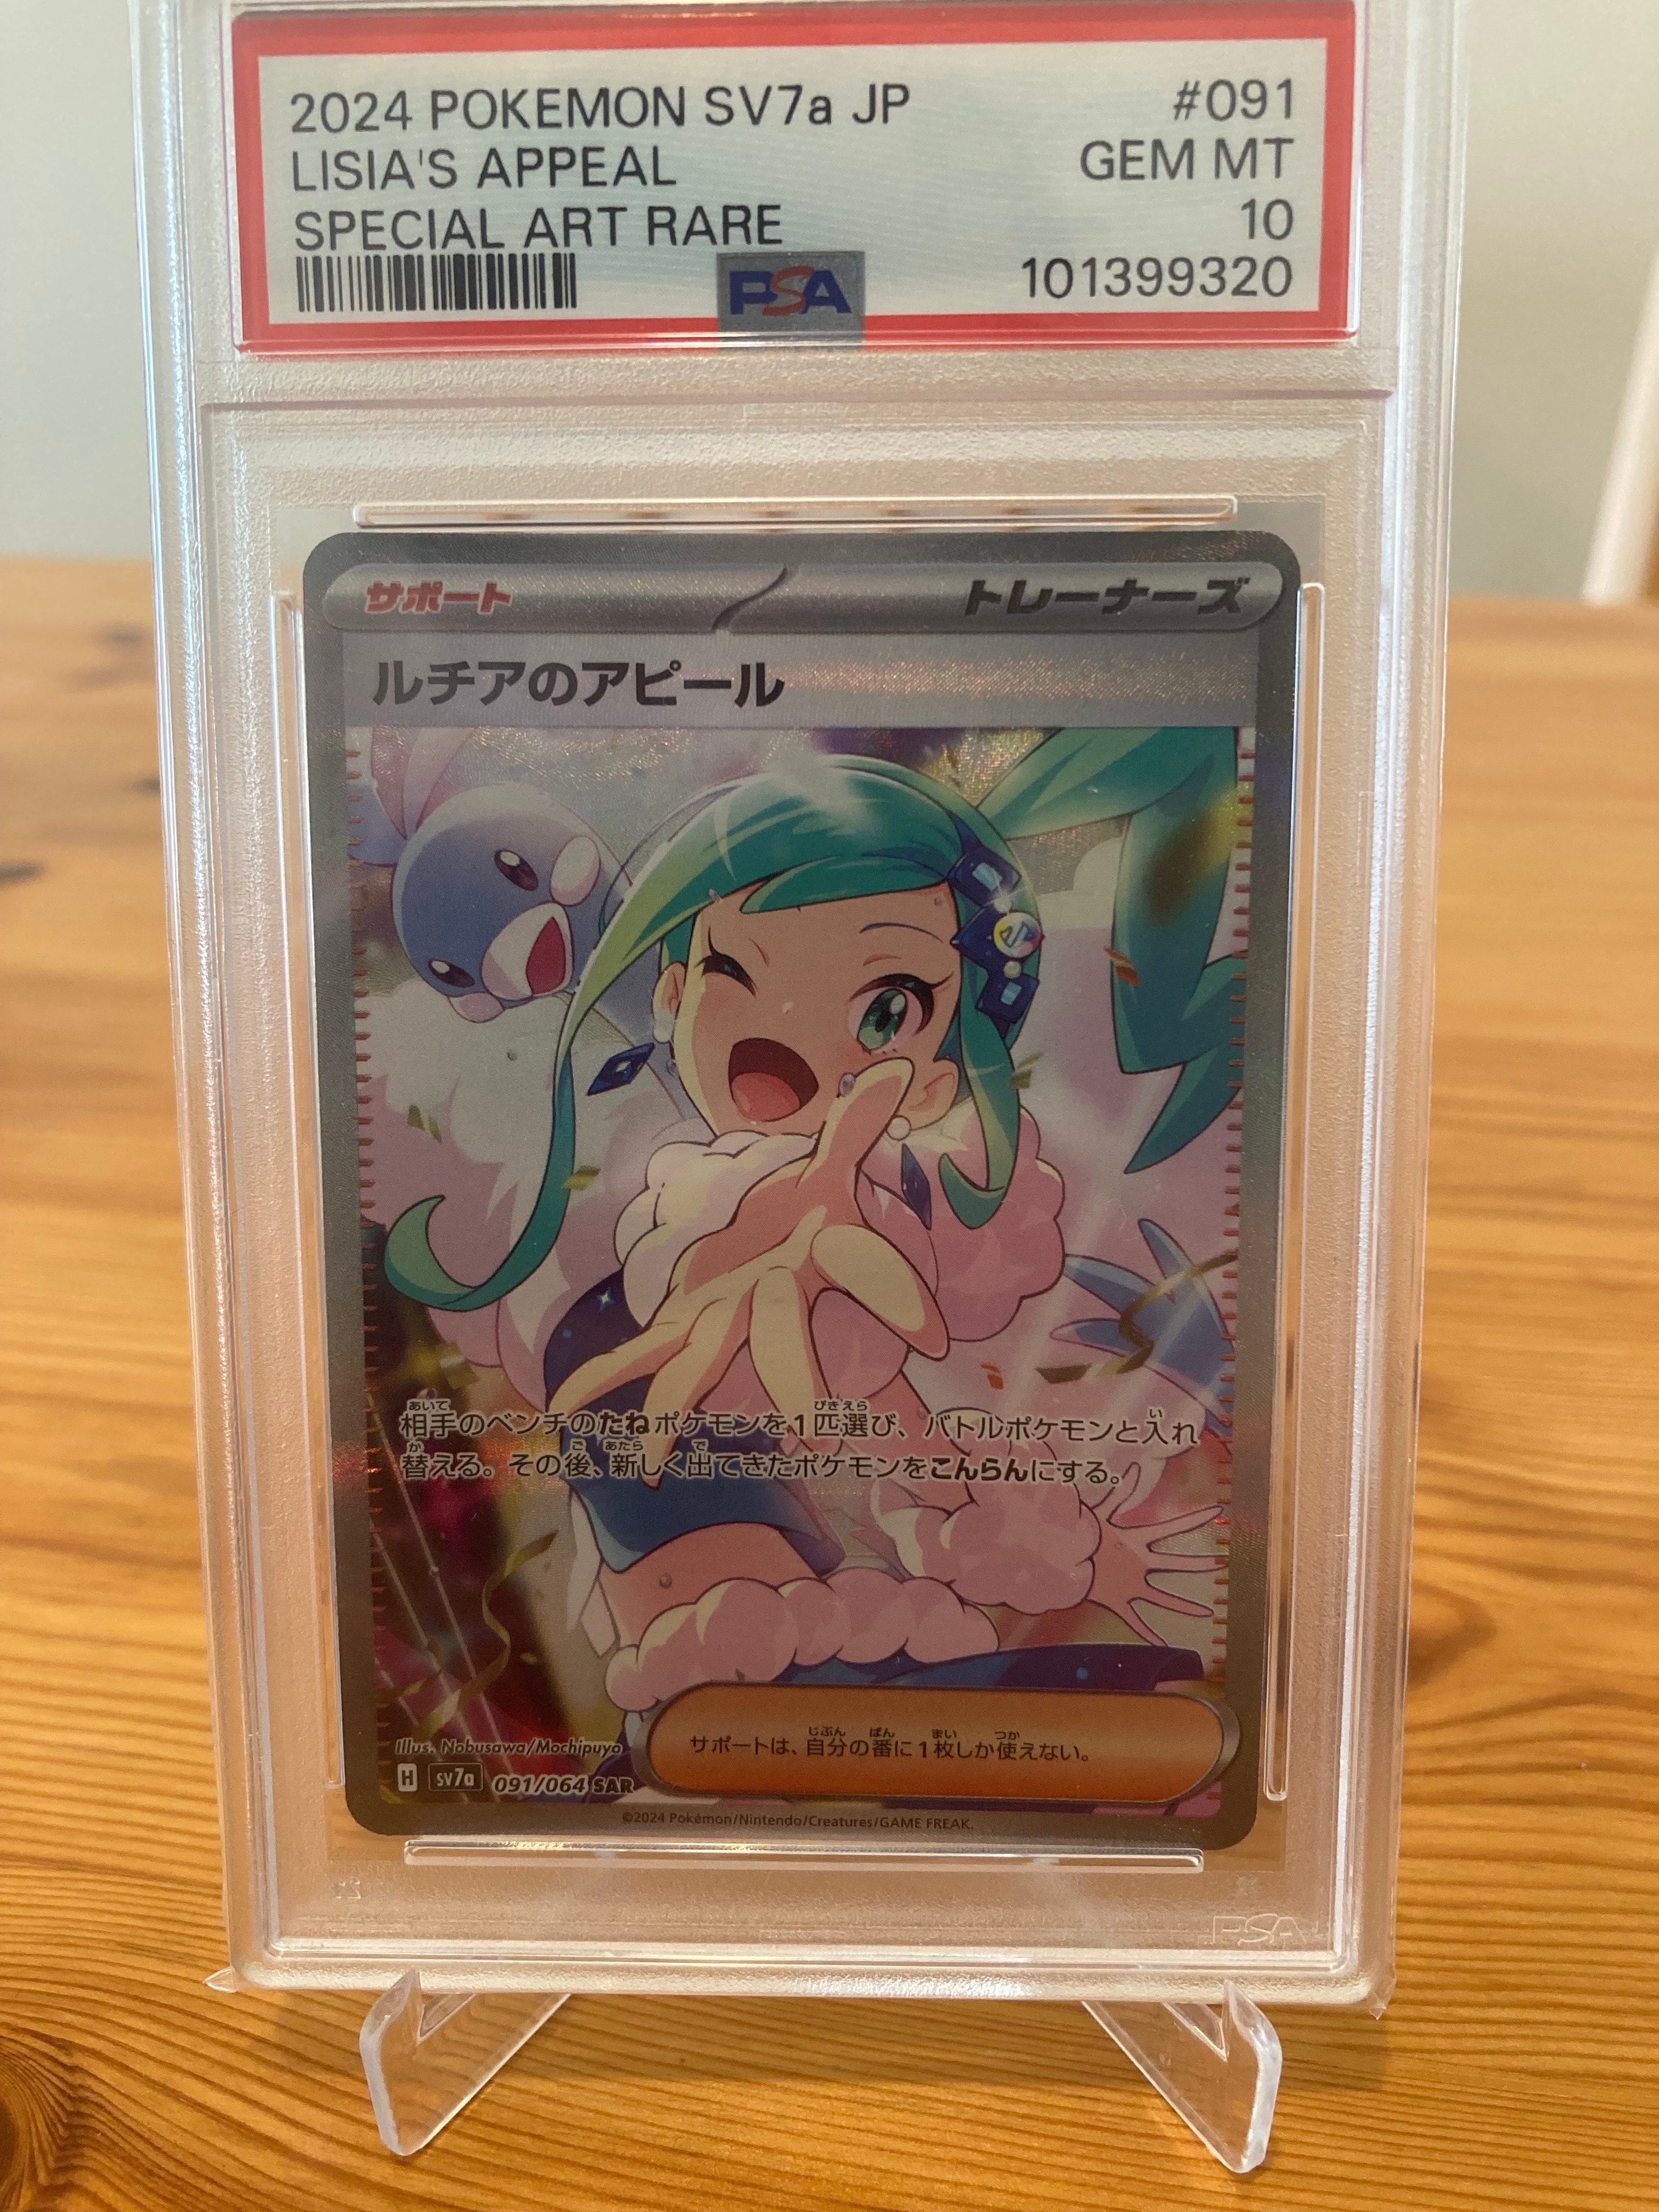 2024 POKEMON SV7a JP #091
LISIA'S APPEAL GEM MT
SPECIAL ART RARE 10
PSA 101399320
サポート トレーナーズ
ルチアのアピール
相手のベンチのたねポケモンを1匹選び、バトルポケモンと入れ
替える。その後、新しく出てきたポケモンをこんらんにする。
サポートは、自分の番に1枚しか使えない。
Illus. Nobusawa/Mochipuyo
H SV7a 091/064 SAR
©2024 Pokémon/Nintendo/Creatures/GAME FREAK.
PSA